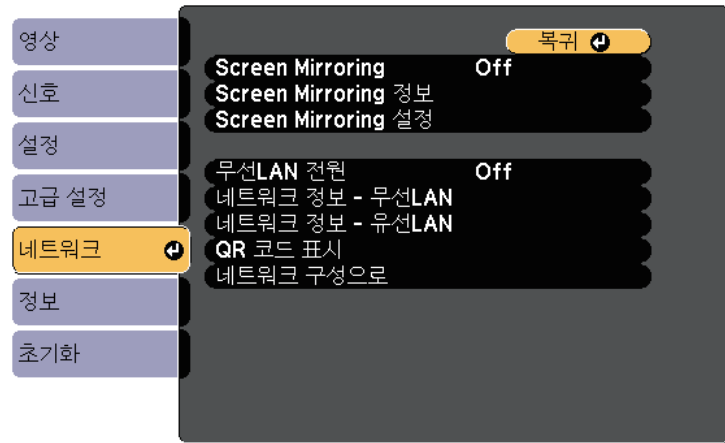 영상
신호
설정
고급 설정
네트워크
정보
초기화
복귀
Screen Mirroring Off
Screen Mirroring 정보
Screen Mirroring 설정
무선LAN 전원 Off
네트워크 정보 - 무선LAN
네트워크 정보 - 유선LAN
QR 코드 표시
네트워크 구성으로